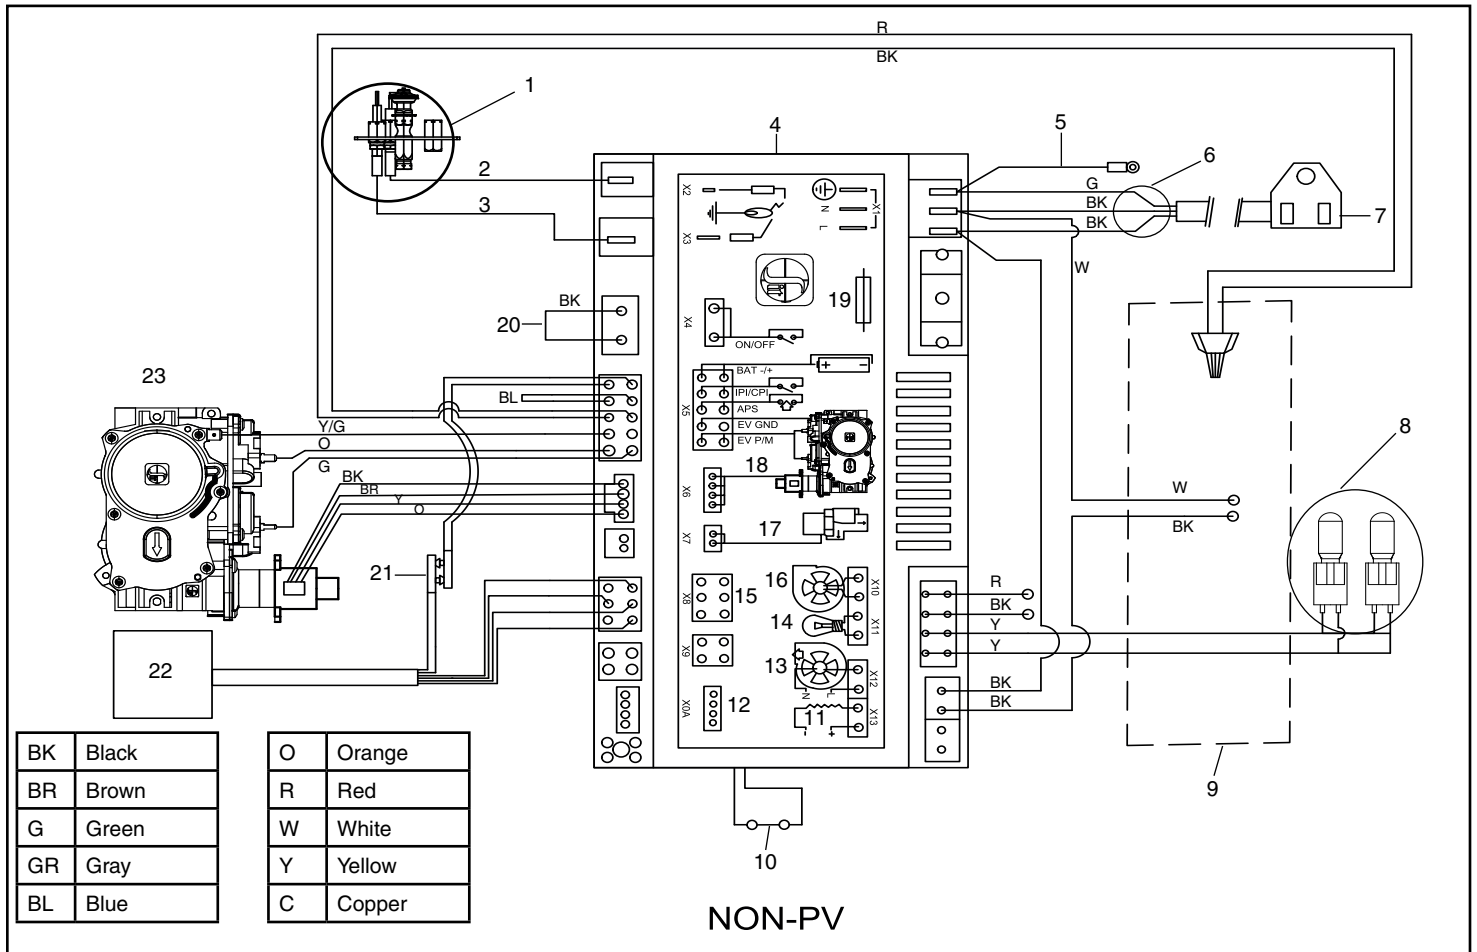 R
BK
1
2
3
4
5
6
7
G
BK
BK
W
X2
X3
N
L
X1
19
BK
20
X4
ON/OFF
BAT -/+
+ −
IPI/CPI
X5
APS
EV GND
EV P/M
BL
23
Y/G
O
G
BK
BR
Y
O
18
X6
X7
17
8
W
BK
21
16
X10
15
X8
14
X11
R
BK
Y
Y
22
X9
13
X12
N L
BK
BK
X0A
12
11
X13
- +
9
10
BK Black
BR Brown
G Green
GR Gray
BL Blue
O Orange
R Red
W White
Y Yellow
C Copper
NON-PV